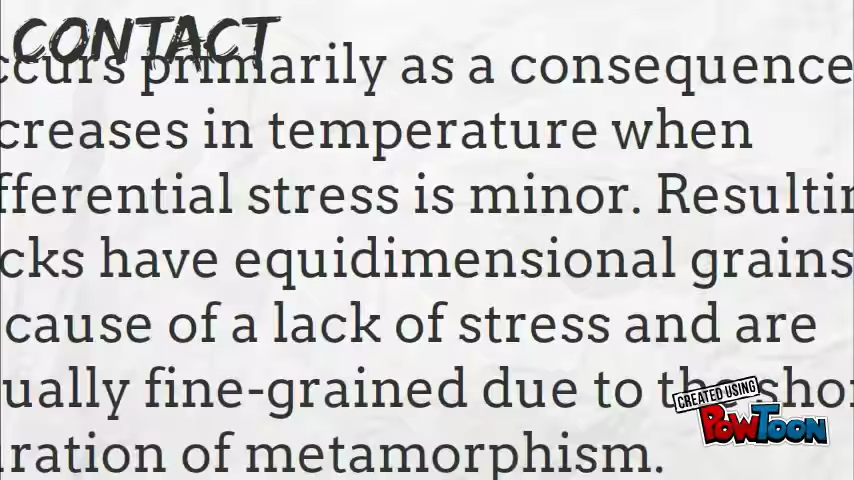 CONTACT
ccurs primarily as a consequence
creases in temperature when
fferential stress is minor. Resultin
cks have equidimensional grains
cause of a lack of stress and are
ually fine-grained due to the shor
ration of metamorphism.
CREATED USING
POWTOON